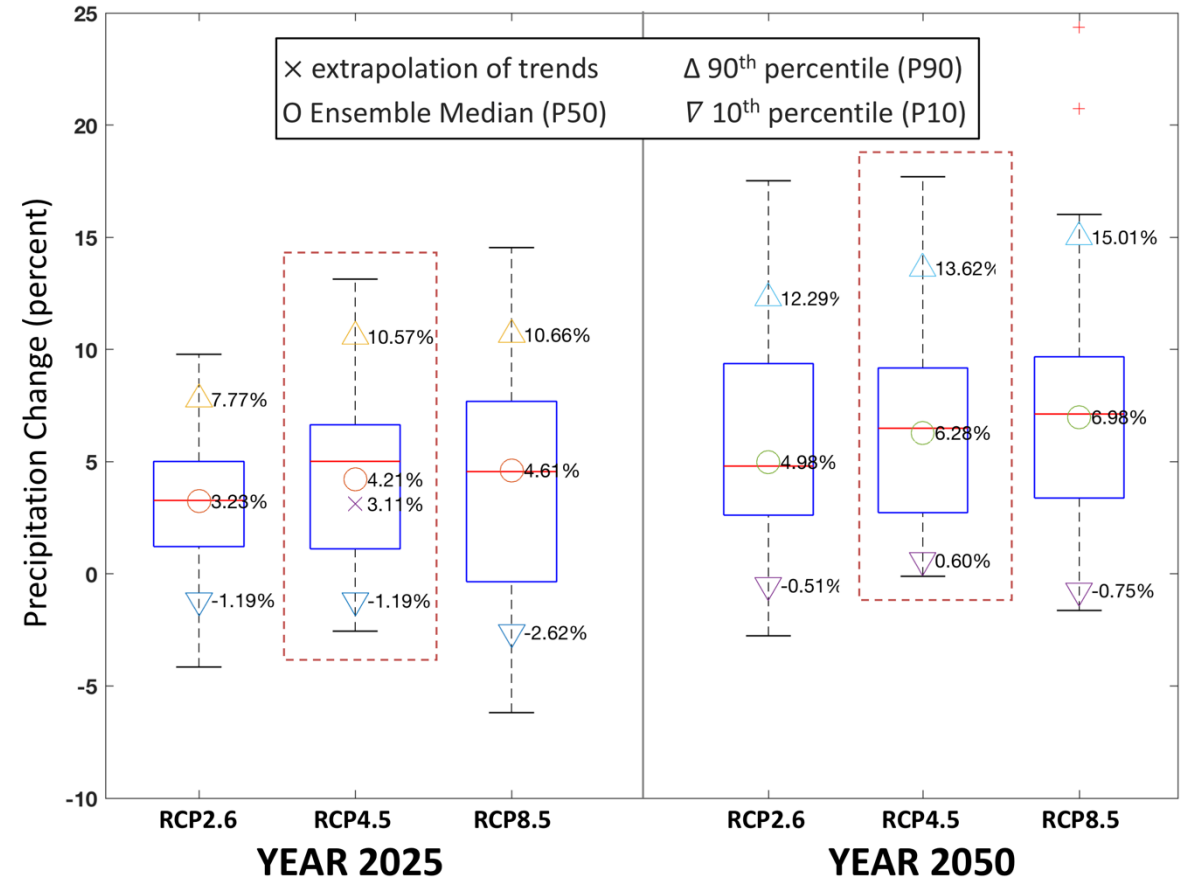 Precipitation Change (percent)
25
20
15
10
5
0
-5
-10
× extrapolation of trends
Δ 90th percentile (P90)
O Ensemble Median (P50)
∇ 10th percentile (P10)
7.77%
3.23%
-1.19%
10.57%
4.21%
3.11%
-1.19%
10.66%
4.61%
-2.62%
12.29%
4.98%
-0.51%
13.62%
6.28%
0.60%
15.01%
6.98%
-0.75%
RCP2.6
RCP4.5
RCP8.5
RCP2.6
RCP4.5
RCP8.5
YEAR 2025
YEAR 2050